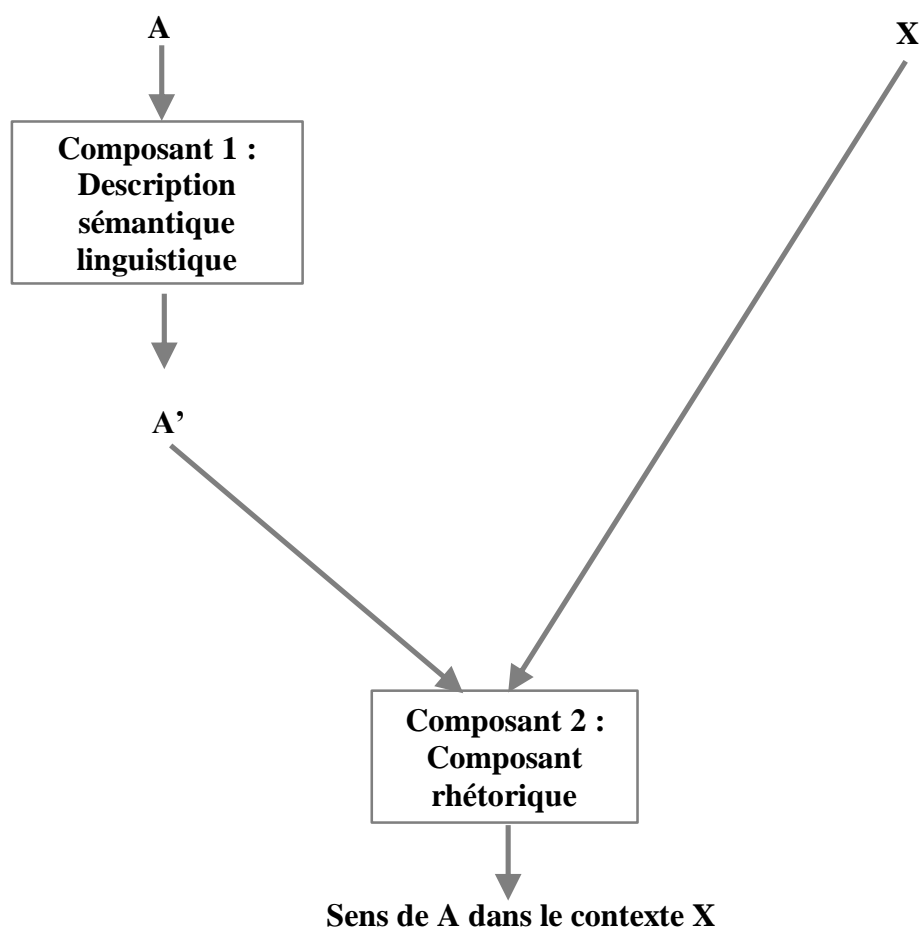 A
X
Composant 1 :
Description
sémantique
linguistique
A’
Composant 2 :
Composant
rhétorique
Sens de A dans le contexte X